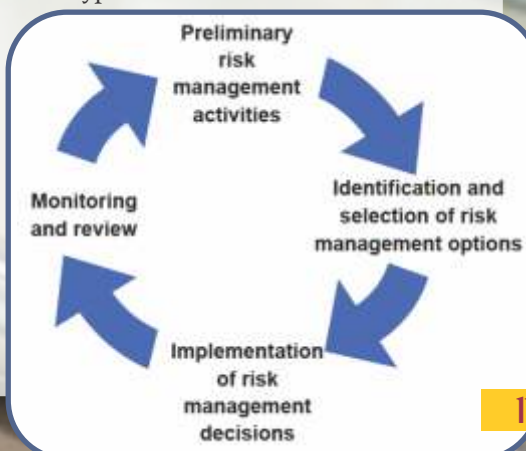 Preliminary
risk
management
activities
Identification and
selection of risk
management options
Implementation
of risk
management
decisions
Monitoring
and review